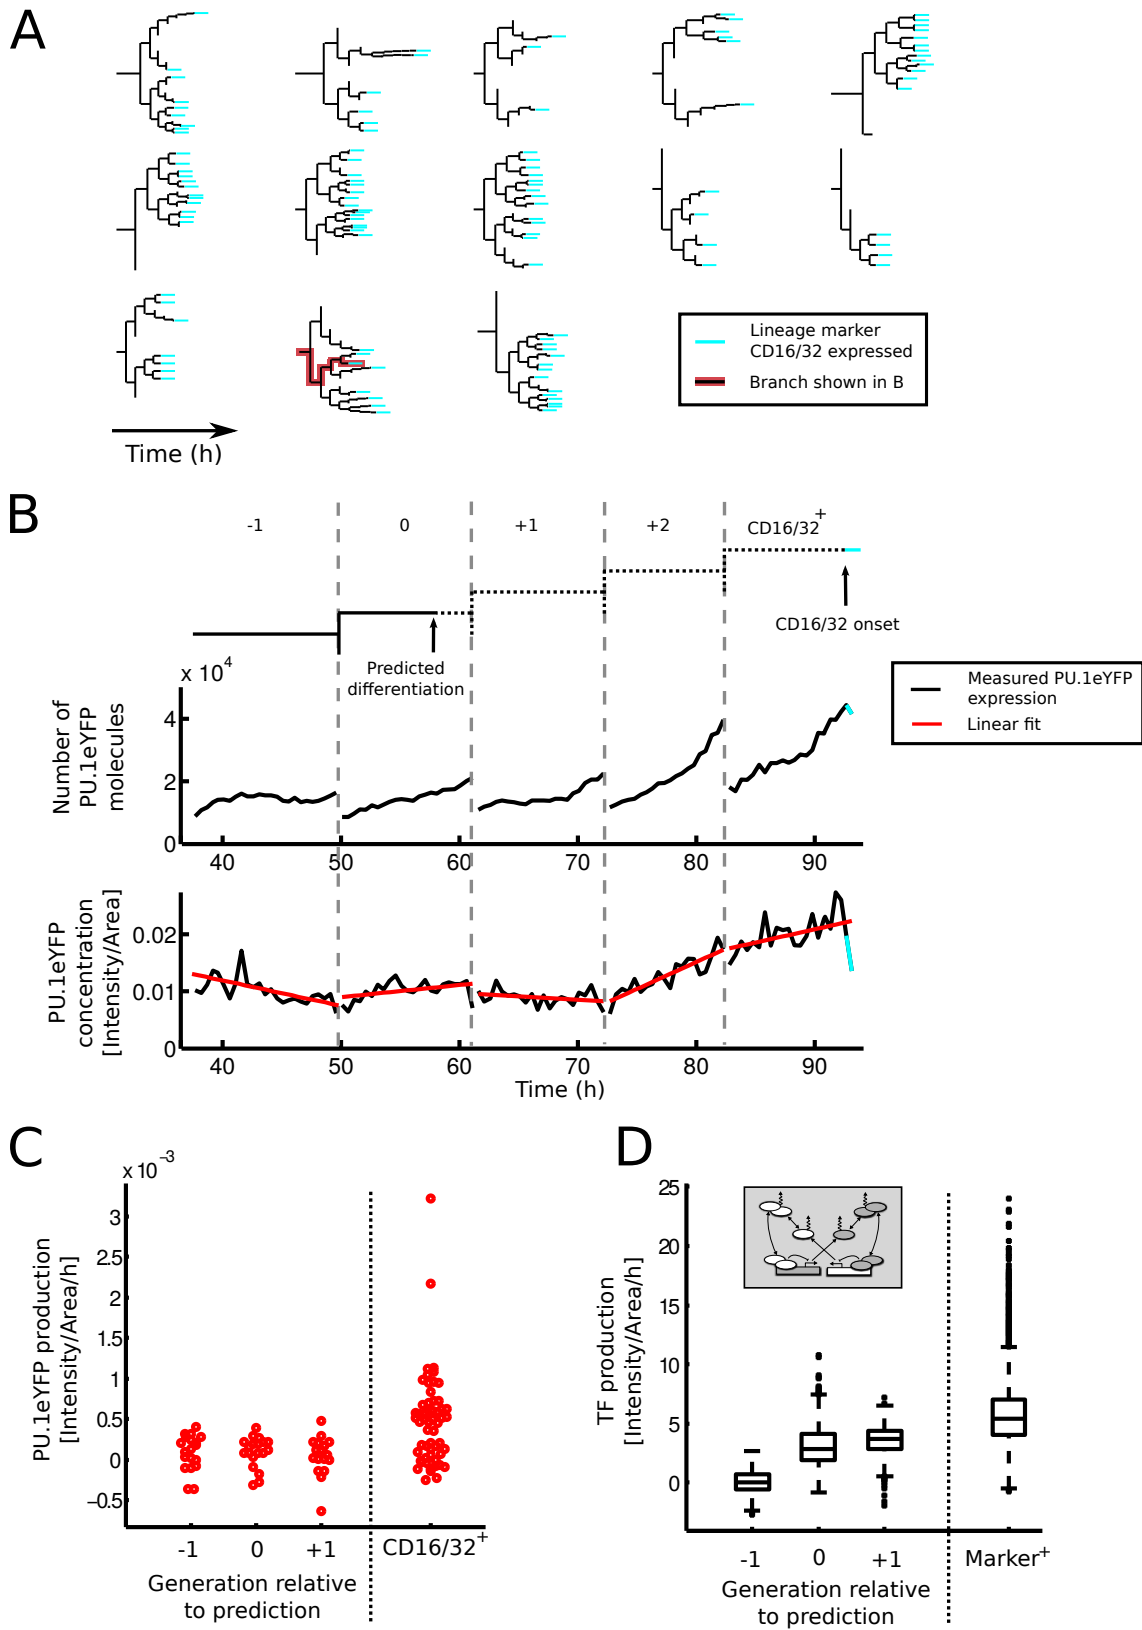 A
Lineage marker
CD16/32 expressed
Branch shown in B
Time (h)
B
-1
0
+1
+2
CD16/32+
Predicted
differentiation
CD16/32 onset
x 10^4
Number of
PU.1eYFP
molecules
4
2
0
40
50
60
70
80
90
Measured PU.1eYFP
expression
Linear fit
PU.1eYFP
concentration
[Intensity/Area]
0.02
0.01
0
40
50
60
70
80
90
Time (h)
C
x 10^−3
PU.1eYFP production
[Intensity/Area/h]
3
2.5
2
1.5
1
0.5
0
−0.5
-1
0
+1
CD16/32+
Generation relative
to prediction
D
TF production
[Intensity/Area/h]
25
20
15
10
5
0
-1
0
+1
Marker+
Generation relative
to prediction